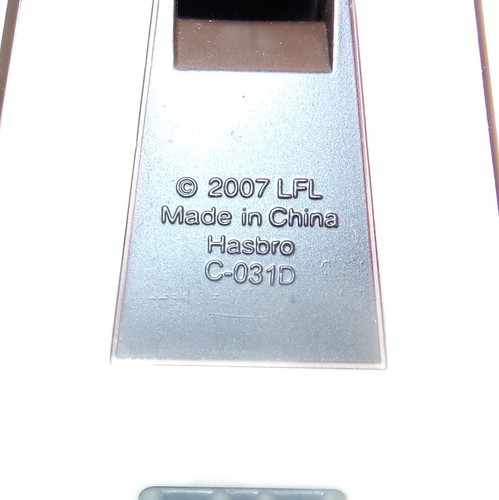 © 2007 LFL
Made in China
Hasbro
C-031D